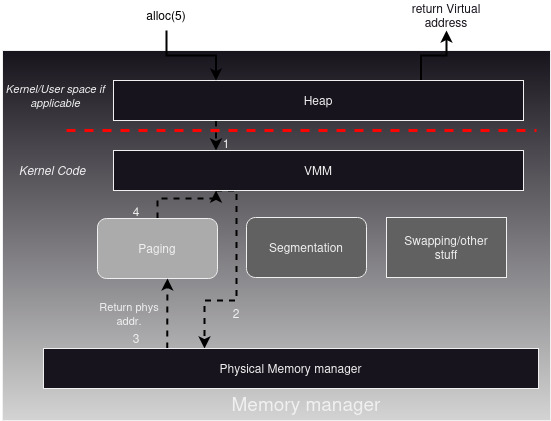 alloc(5)
return Virtual
address
Kernel/User space if
applicable
Heap
1
Kernel Code
VMM
4
Paging
Segmentation
Swapping/other
stuff
Return phys
addr.
2
3
Physical Memory manager
Memory manager